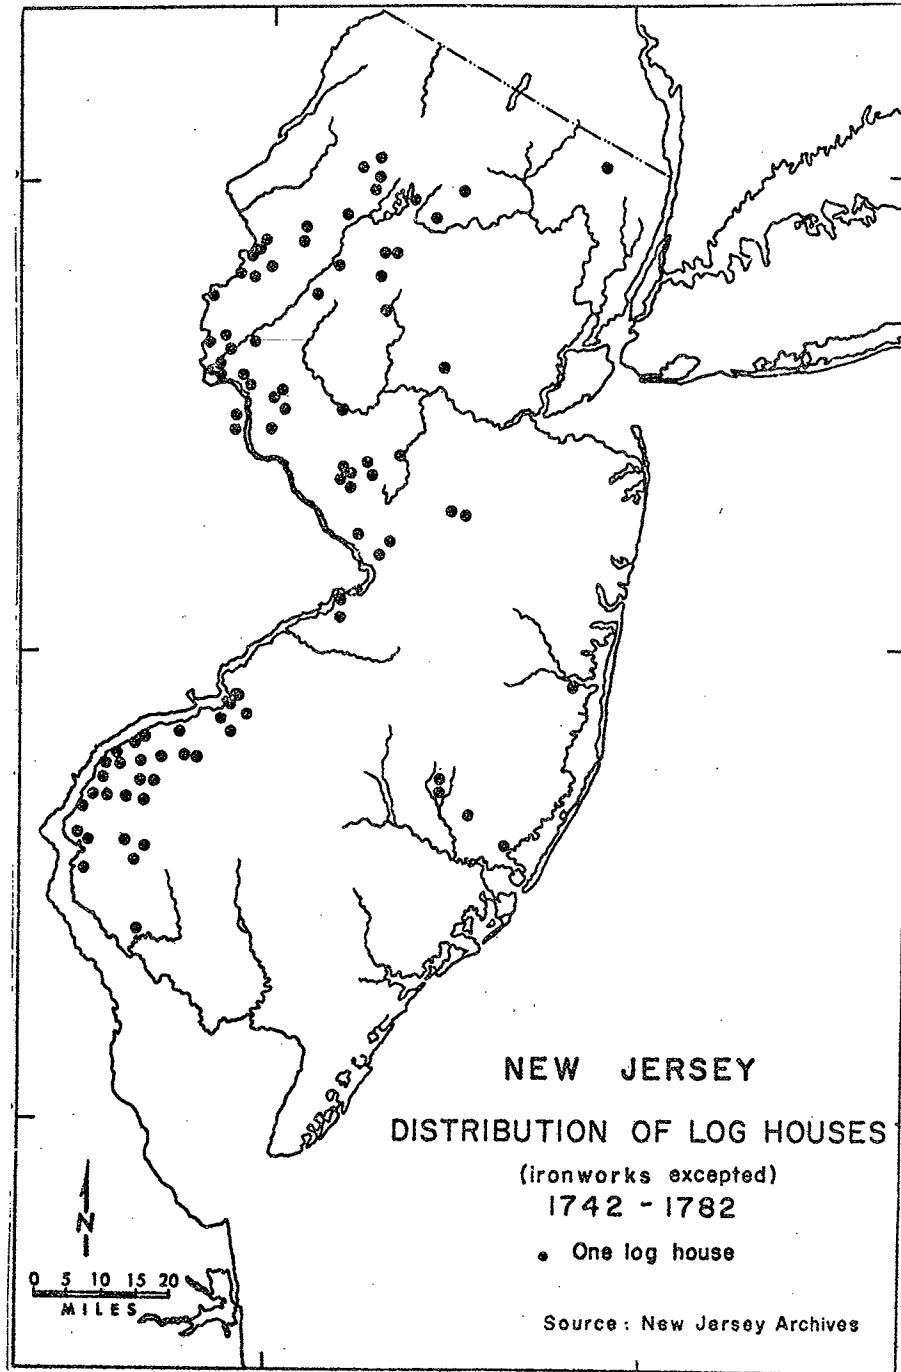 NEW JERSEY
DISTRIBUTION OF LOG HOUSES
(ironworks excepted)
1742 - 1782
One log house
N
0 5 10 15 20
MILES
Source: New Jersey Archives